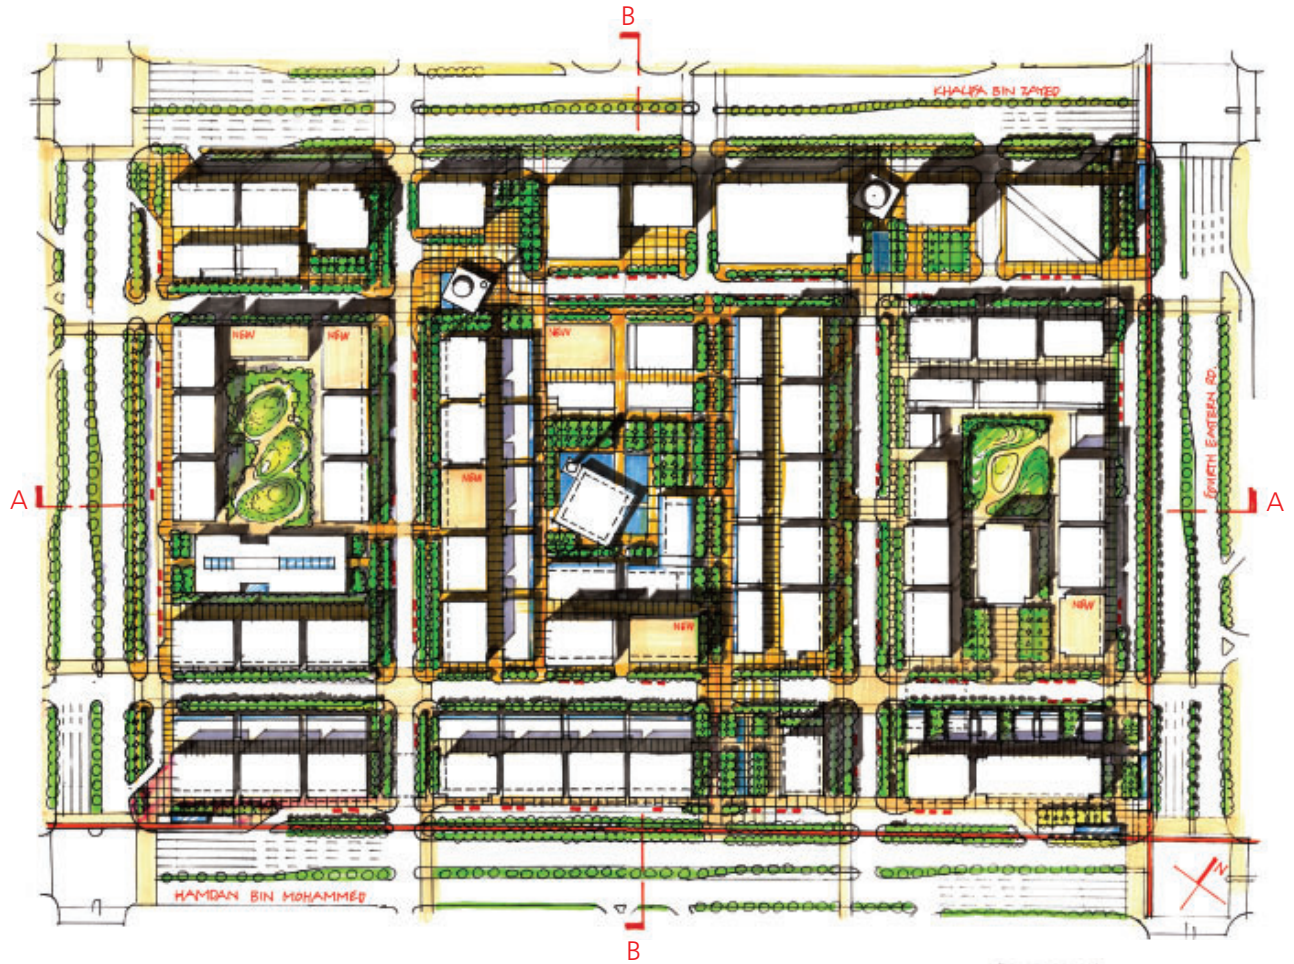 B
KHALIFA BIN ZAYED
NEW
NEW
NEW
FOURTH EASTERN RD.
NEW
A
A
NEW
NEW
N
HAMDAN BIN MOHAMMED
B